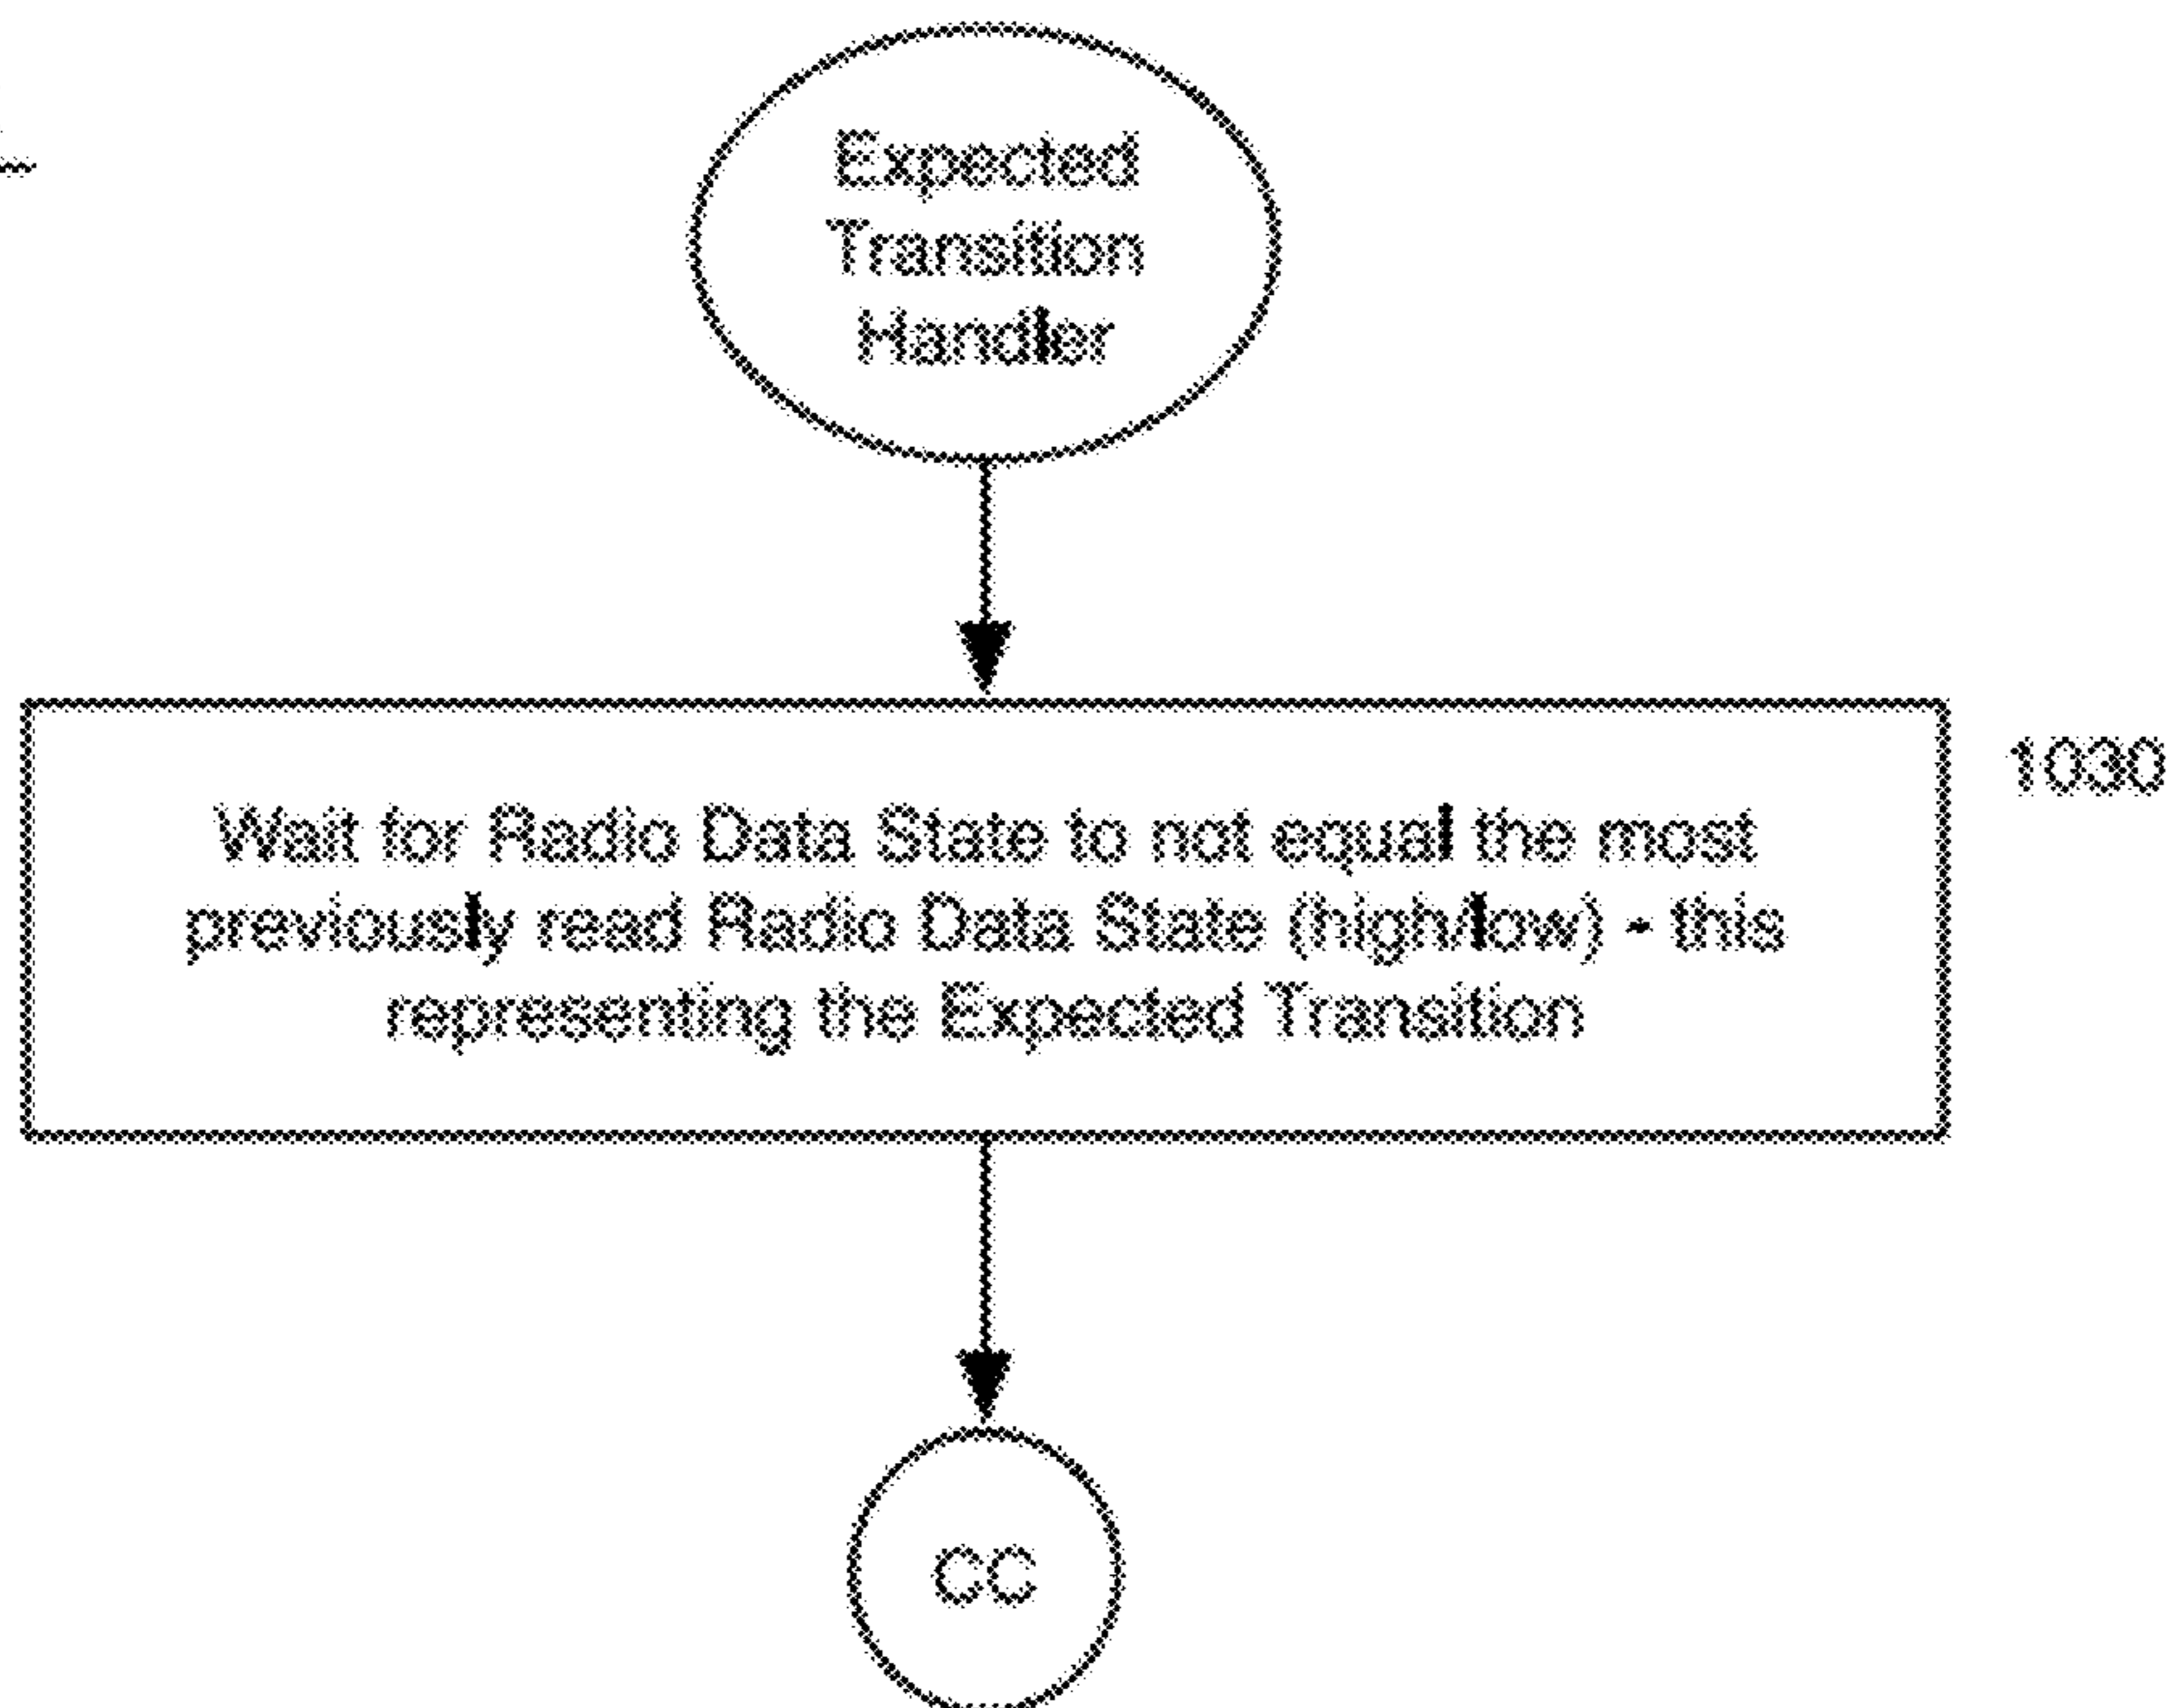 Expected
Transition
Handler
1030
Wait for Radio Data State to not equal the most
previously read Radio Data State (high/low) - this
representing the Expected Transition
CC